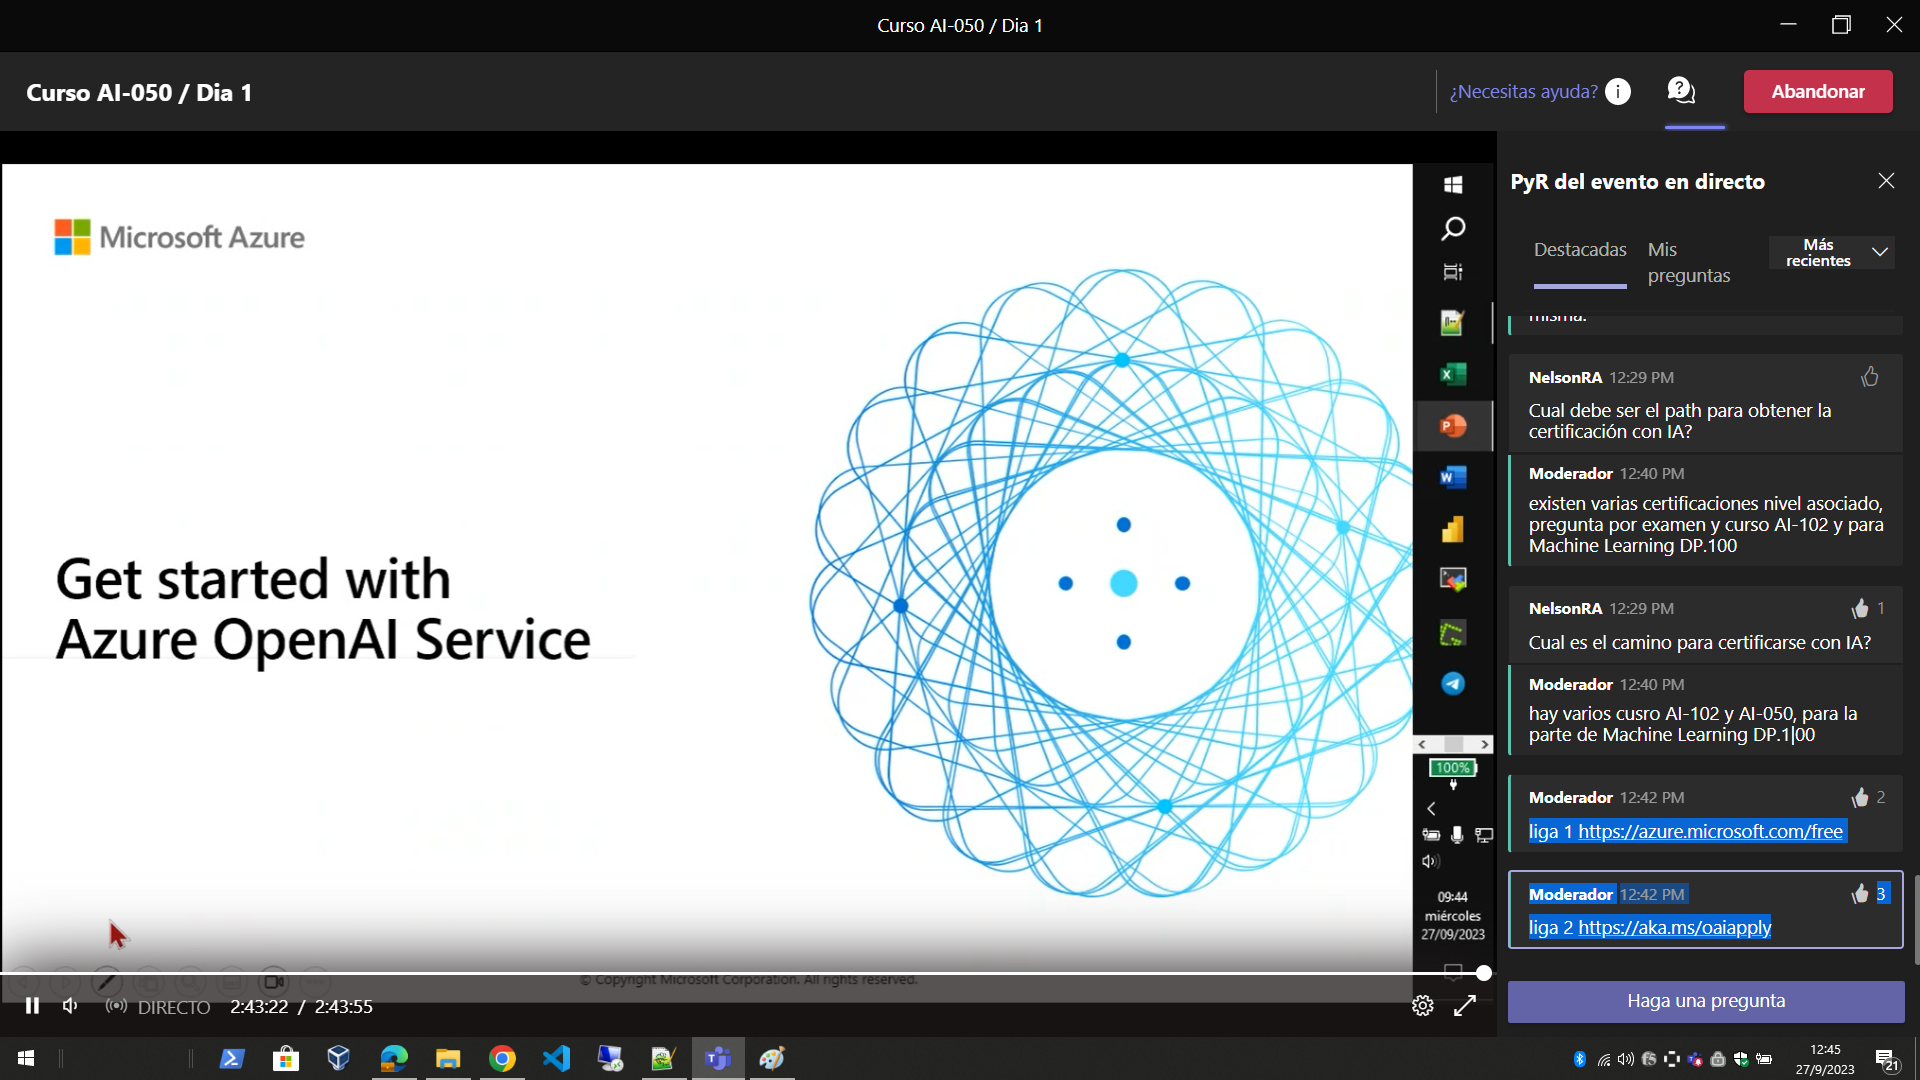 Curso AI-050 / Dia 1
Curso AI-050 / Dia 1
¿Necesitas ayuda?
Abandonar
Microsoft Azure
Get started with
Azure OpenAI Service
© Copyright Microsoft Corporation. All rights reserved.
100%
09:44
miércoles
27/09/2023
DIRECTO
2:43:22 / 2:43:55
PyR del evento en directo
Destacadas
Mis
preguntas
Más
recientes
misma.
NelsonRA 12:29 PM
Cual debe ser el path para obtener la
certificación con IA?
Moderador 12:40 PM
existen varias certificaciones nivel asociado,
pregunta por examen y curso AI-102 y para
Machine Learning DP.100
NelsonRA 12:29 PM
1
Cual es el camino para certificarse con IA?
Moderador 12:40 PM
hay varios cusro AI-102 y AI-050, para la
parte de Machine Learning DP.1|00
Moderador 12:42 PM
2
liga 1 https://azure.microsoft.com/free
Moderador 12:42 PM
3
liga 2 https://aka.ms/oaiapply
Haga una pregunta
12:45
27/9/2023
21